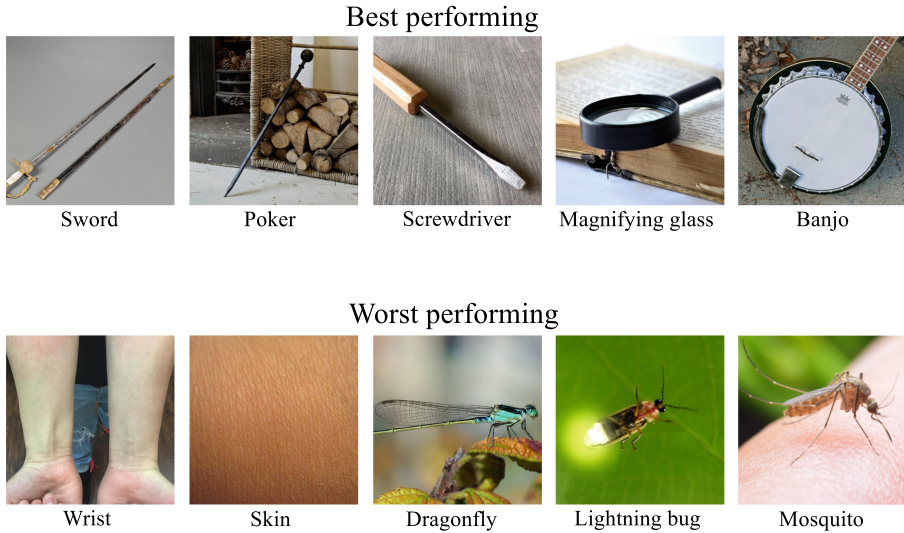 Best performing
Sword
Poker
Screwdriver
Magnifying glass
Banjo
Worst performing
Wrist
Skin
Dragonfly
Lightning bug
Mosquito